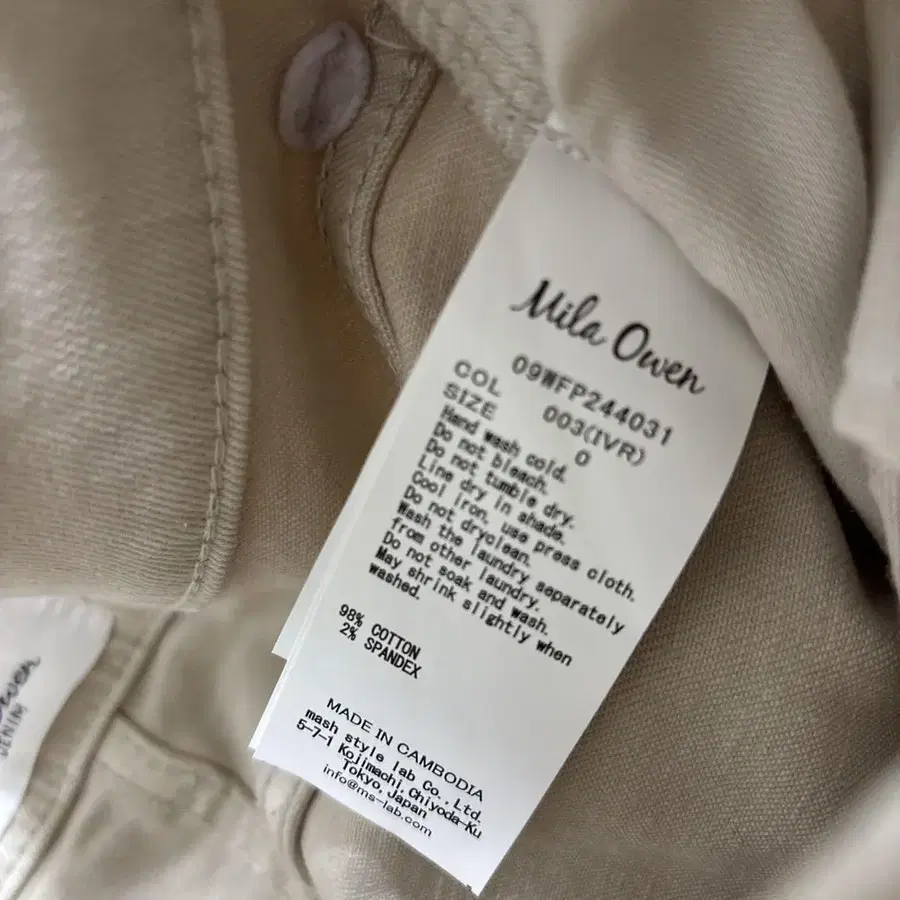 Mila Owen
09WFP244031
COL 003(IVR)
SIZE 0
Hand wash cold.
Do not bleach.
Do not tumble dry.
Line dry in shade.
Cool iron, use press cloth.
Do not dryclean.
Wash the laundry separately
from other laundry.
Do not soak and wash.
May shrink slightly when
washed.
98% COTTON
2% SPANDEX
MADE IN CAMBODIA
mash style lab Co., Ltd.
5-7-1 Kojimachi, Chiyoda-Ku
Tokyo, Japan
info@ms-lab.com
Owen
DENIM